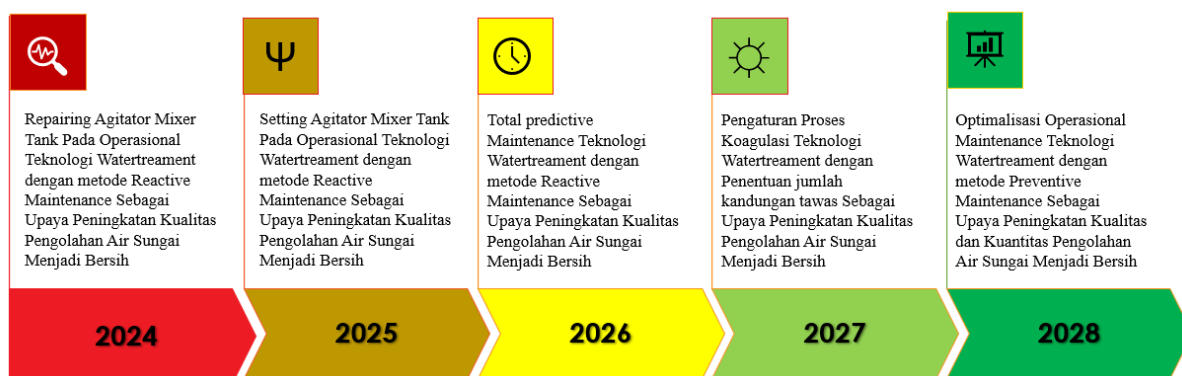 Repairing Agitator Mixer
Tank Pada Operasional
Teknologi Watertreament
dengan metode Reactive
Maintenance Sebagai
Upaya Peningkatan Kualitas
Pengolahan Air Sungai
Menjadi Bersih
Setting Agitator Mixer Tank
Pada Operasional Teknologi
Watertreament dengan
metode Reactive
Maintenance Sebagai
Upaya Peningkatan Kualitas
Pengolahan Air Sungai
Menjadi Bersih
Total predictive
Maintenance Teknologi
Watertreament dengan
metode Reactive
Maintenance Sebagai
Upaya Peningkatan Kualitas
Pengolahan Air Sungai
Menjadi Bersih
Pengaturan Proses
Koagulasi Teknologi
Watertreament dengan
Penentuan jumlah
kandungan tawas Sebagai
Upaya Peningkatan Kualitas
Pengolahan Air Sungai
Menjadi Bersih
Optimalisasi Operasional
Maintenance Teknologi
Watertreament dengan
metode Preventive
Maintenance Sebagai
Upaya Peningkatan Kualitas
dan Kuantitas Pengolahan
Air Sungai Menjadi Bersih
2024
2025
2026
2027
2028